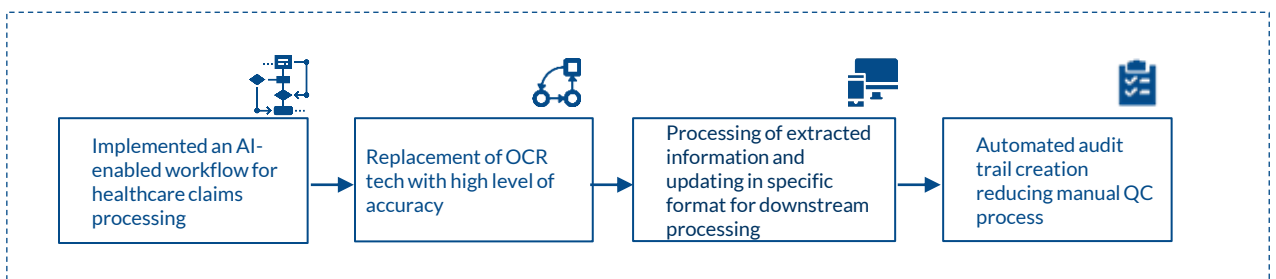 Implemented an AI-
enabled workflow for
healthcare claims
processing
Replacement of OCR
tech with high level of
accuracy
Processing of extracted
information and
updating in specific
format for downstream
processing
Automated audit
trail creation
reducing manual QC
process